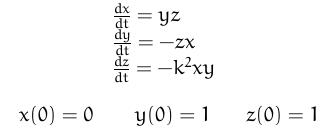 dx/dt = yz
dy/dt = −zx
dz/dt = −k²xy
x(0) = 0 y(0) = 1 z(0) = 1